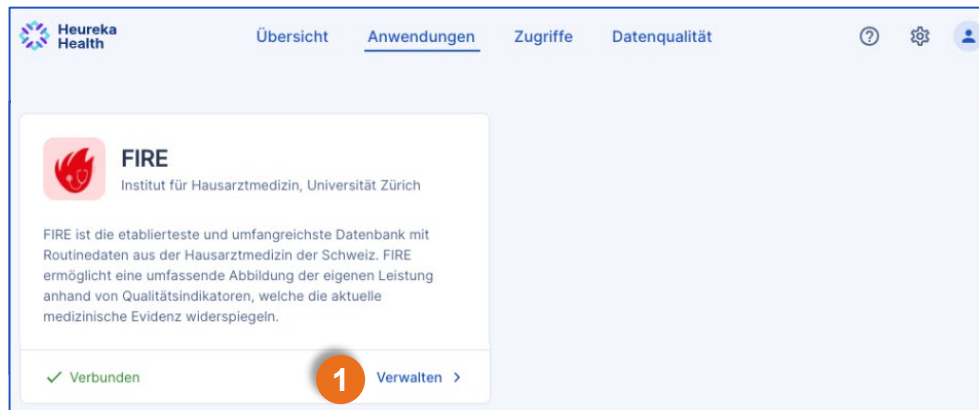 Heureka
Health
Übersicht Anwendungen Zugriffe Datenqualität
FIRE
Institut für Hausarztmedizin, Universität Zürich
FIRE ist die etablierteste und umfangreichste Datenbank mit
Routinedaten aus der Hausarztmedizin der Schweiz. FIRE
ermöglicht eine umfassende Abbildung der eigenen Leistung
anhand von Qualitätsindikatoren, welche die aktuelle
medizinische Evidenz widerspiegeln.
Verbunden 1 Verwalten